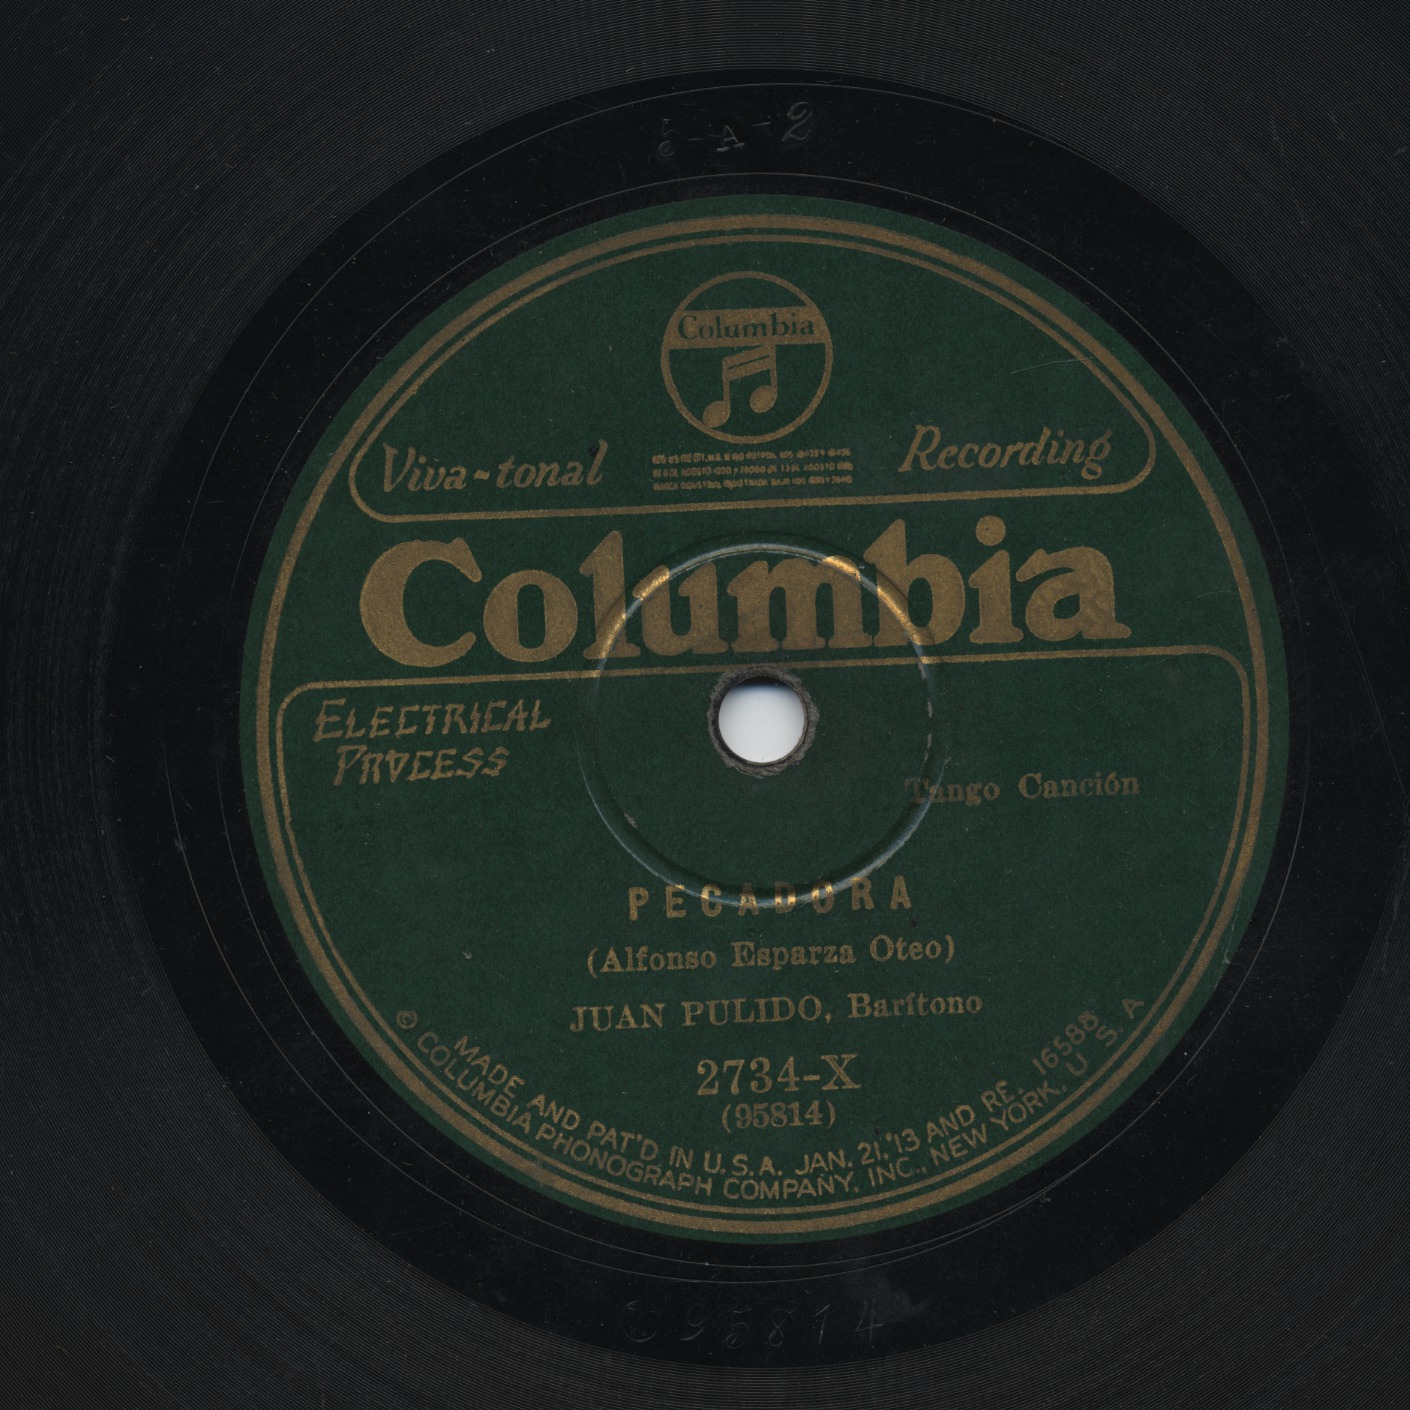 5-A-2
Columbia
Viva-tonal Recording
Columbia
ELECTRICAL
PROCESS
Tango Canción
PECADORA
(Alfonso Esparza Oteo)
JUAN PULIDO, Barítono
2734-X
(95814)
MADE AND PAT'D IN U.S.A. JAN. 21,'13 AND RE. 16588
© COLUMBIA PHONOGRAPH COMPANY, INC., NEW YORK, U. S. A
95814